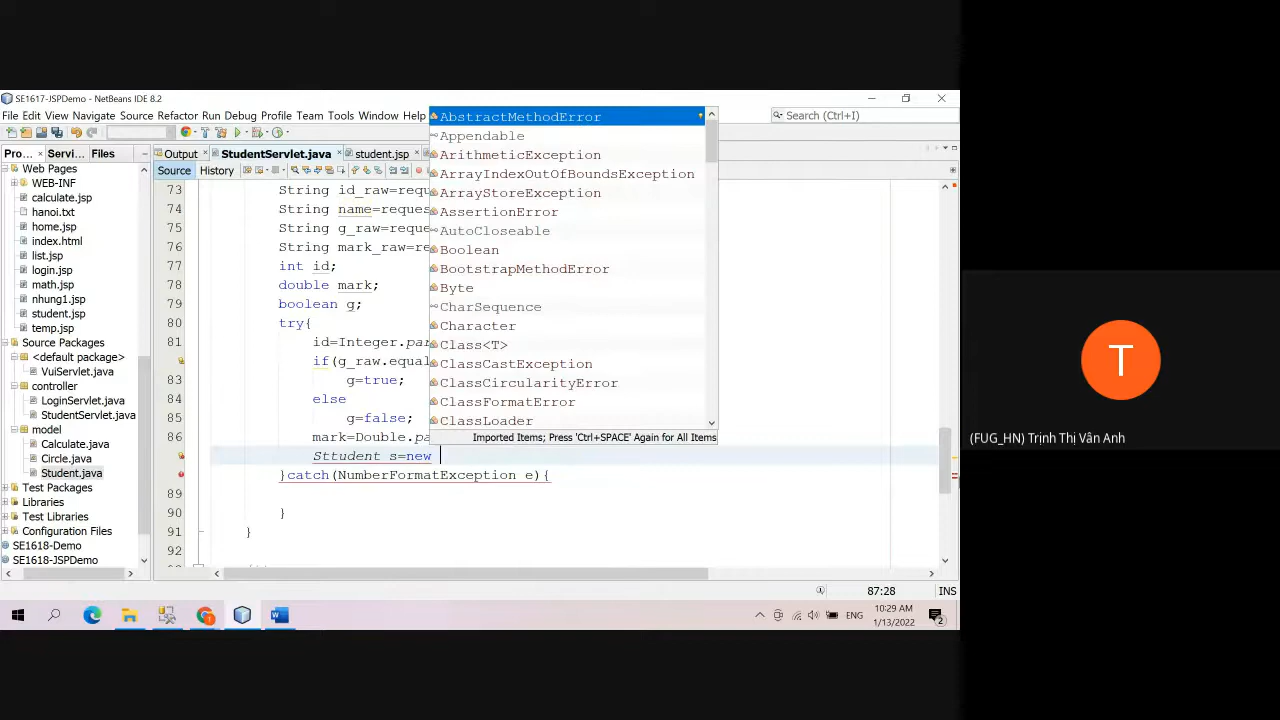 SE1617-JSPDemo - NetBeans IDE 8.2
File Edit View Navigate Source Refactor Run Debug Profile Team Tools Window Help
Search (Ctrl+I)
Pro... Servi... Files
Output StudentServlet.java student.jsp
Source History
Web Pages
WEB-INF
calculate.jsp
hanoi.txt
home.jsp
index.html
list.jsp
login.jsp
math.jsp
nhung1.jsp
student.jsp
temp.jsp
Source Packages
<default package>
VuiServlet.java
controller
LoginServlet.java
StudentServlet.java
model
Calculate.java
Circle.java
Student.java
Test Packages
Libraries
Test Libraries
Configuration Files
SE1618-Demo
SE1618-JSPDemo
73 String id_raw=requ
74 String name=reques
75 String g_raw=reque
76 String mark_raw=re
77 int id;
78 double mark;
79 boolean g;
80 try{
81 id=Integer.par
if(g_raw.equal
83 g=true;
84 else
85 g=false;
86 mark=Double.pa
Sttudent s=new
}catch(NumberFormatException e){
89
90 }
91 }
92
AbstractMethodError
Appendable
ArithmeticException
ArrayIndexOutOfBoundsException
ArrayStoreException
AssertionError
AutoCloseable
Boolean
BootstrapMethodError
Byte
CharSequence
Character
Class<T>
ClassCastException
ClassCircularityError
ClassFormatError
ClassLoader
Imported Items; Press 'Ctrl+SPACE' Again for All Items
87:28 INS
ENG
10:29 AM
1/13/2022
2
T
(FUG_HN) Trịnh Thị Vân Anh